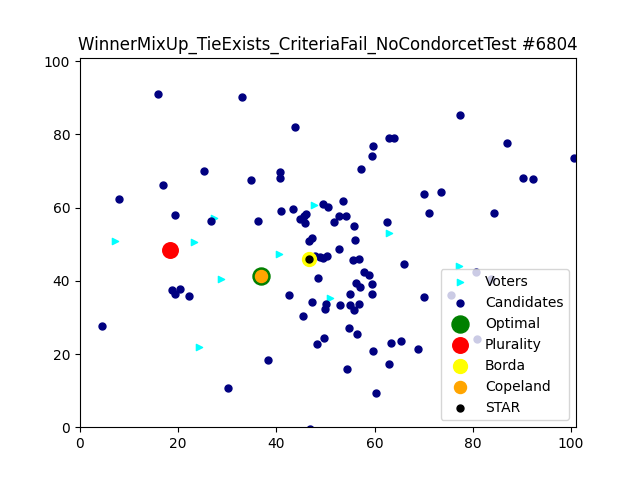 WinnerMixUp_TieExists_CriteriaFail_NoCondorcetTest #6804
100
80
60
40
20
0
0 20 40 60 80 100
Voters
Candidates
Optimal
Plurality
Borda
Copeland
STAR